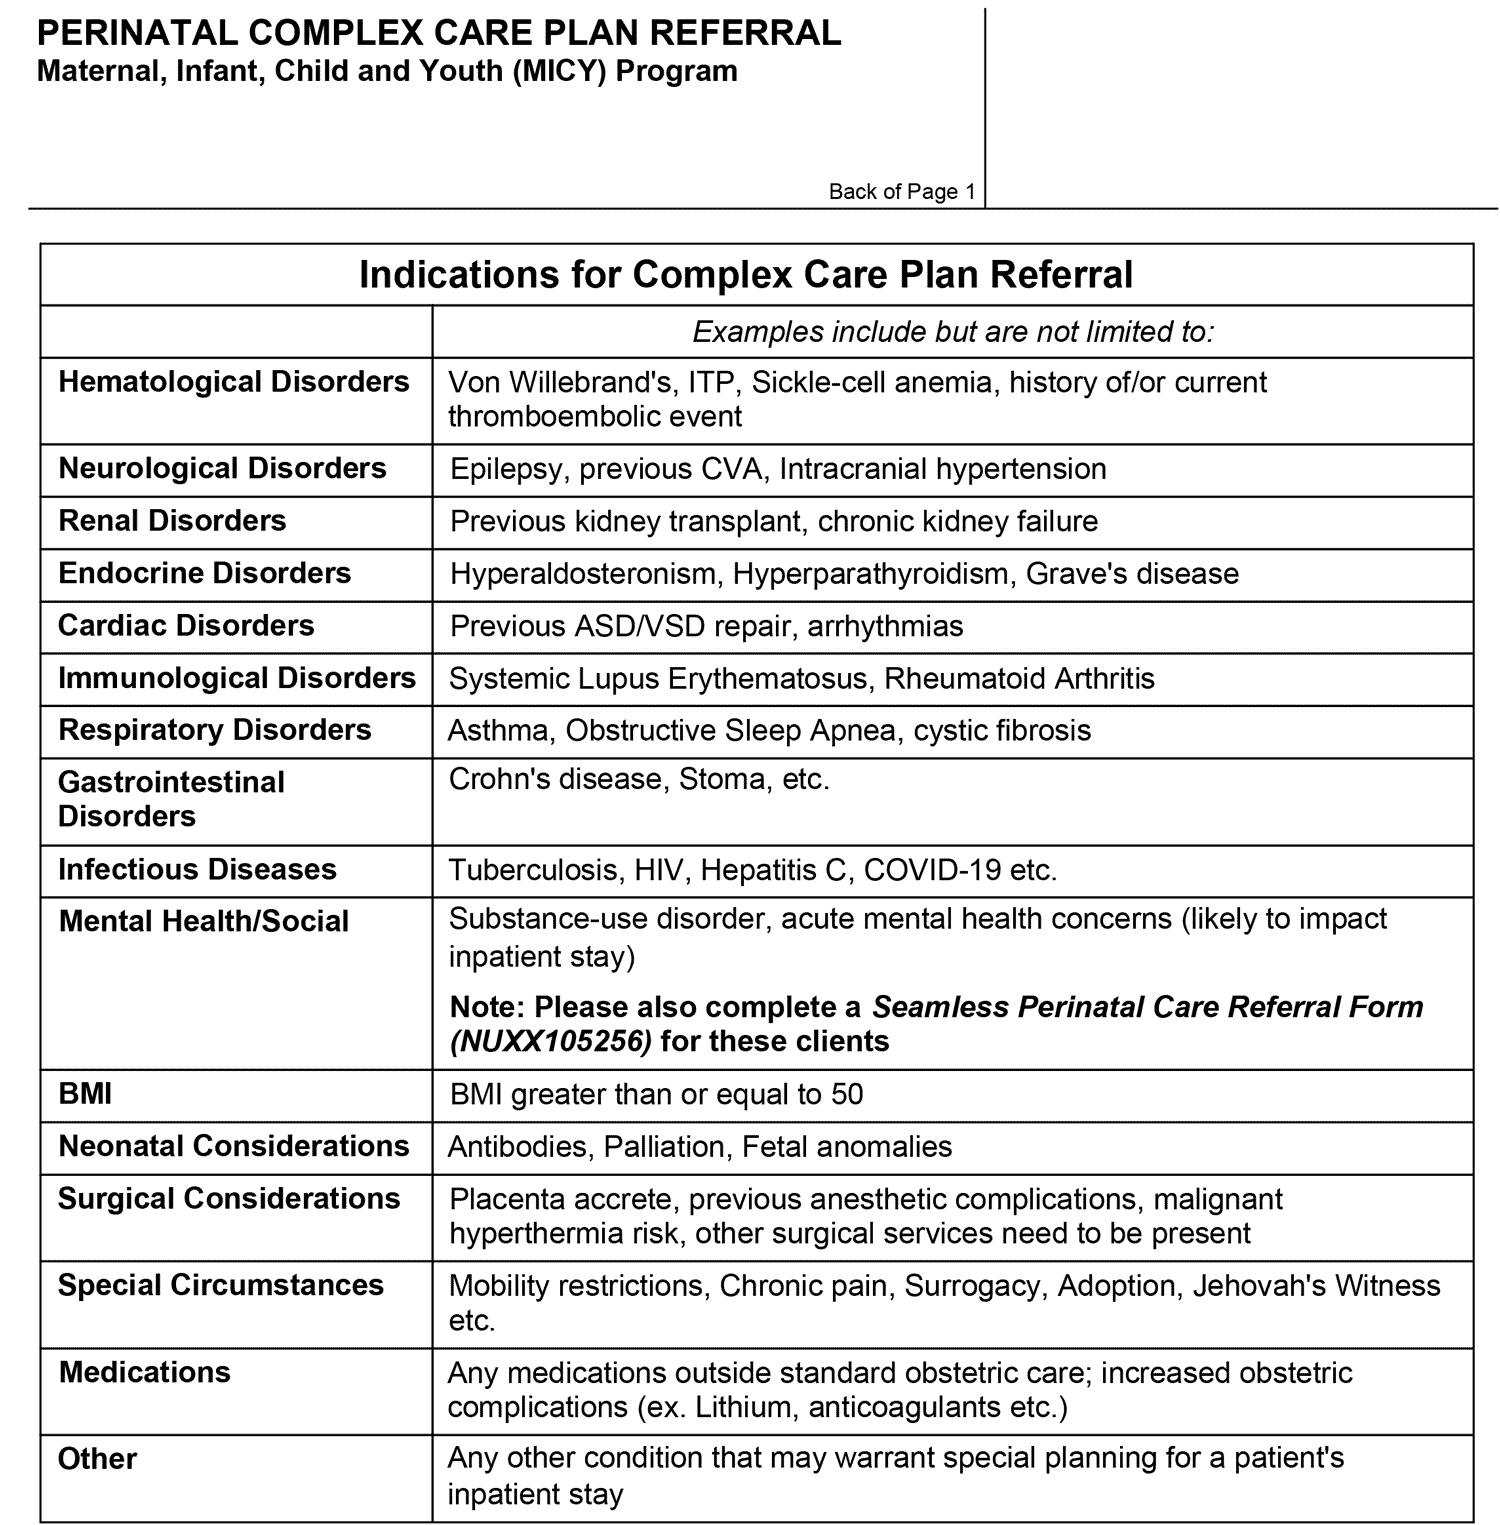 PERINATAL COMPLEX CARE PLAN REFERRAL
Maternal, Infant, Child and Youth (MICY) Program
Back of Page 1
Indications for Complex Care Plan Referral
Examples include but are not limited to:
Hematological Disorders
Von Willebrand's, ITP, Sickle-cell anemia, history of/or current
thromboembolic event
Neurological Disorders
Epilepsy, previous CVA, Intracranial hypertension
Renal Disorders
Previous kidney transplant, chronic kidney failure
Endocrine Disorders
Hyperaldosteronism, Hyperparathyroidism, Grave's disease
Cardiac Disorders
Previous ASD/VSD repair, arrhythmias
Immunological Disorders
Systemic Lupus Erythematosus, Rheumatoid Arthritis
Respiratory Disorders
Asthma, Obstructive Sleep Apnea, cystic fibrosis
Gastrointestinal
Disorders
Crohn's disease, Stoma, etc.
Infectious Diseases
Tuberculosis, HIV, Hepatitis C, COVID-19 etc.
Mental Health/Social
Substance-use disorder, acute mental health concerns (likely to impact
inpatient stay)
Note: Please also complete a Seamless Perinatal Care Referral Form
(NUXX105256) for these clients
BMI
BMI greater than or equal to 50
Neonatal Considerations
Antibodies, Palliation, Fetal anomalies
Surgical Considerations
Placenta accrete, previous anesthetic complications, malignant
hyperthermia risk, other surgical services need to be present
Special Circumstances
Mobility restrictions, Chronic pain, Surrogacy, Adoption, Jehovah's Witness
etc.
Medications
Any medications outside standard obstetric care; increased obstetric
complications (ex. Lithium, anticoagulants etc.)
Other
Any other condition that may warrant special planning for a patient's
inpatient stay